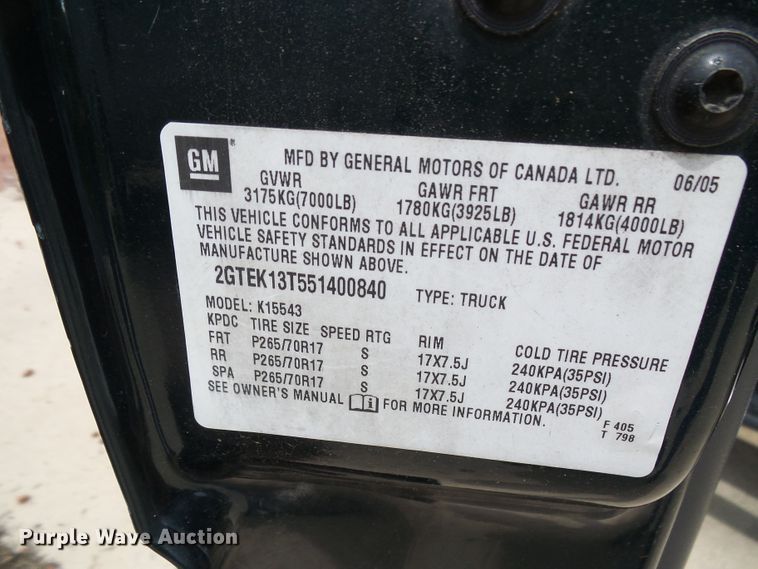 GM
MFD BY GENERAL MOTORS OF CANADA LTD. 06/05
GVWR GAWR FRT GAWR RR
3175KG(7000LB) 1780KG(3925LB) 1814KG(4000LB)
THIS VEHICLE CONFORMS TO ALL APPLICABLE U.S. FEDERAL MOTOR
VEHICLE SAFETY STANDARDS IN EFFECT ON THE DATE OF
MANUFACTURE SHOWN ABOVE.
2GTEK13T551400840 TYPE: TRUCK
MODEL: K15543
KPDC TIRE SIZE SPEED RTG RIM COLD TIRE PRESSURE
FRT P265/70R17 S 17X7.5J 240KPA(35PSI)
RR P265/70R17 S 17X7.5J 240KPA(35PSI)
SPA P265/70R17 S 17X7.5J 240KPA(35PSI)
SEE OWNER'S MANUAL FOR MORE INFORMATION.
F 405
T 798
Purple Wave Auction